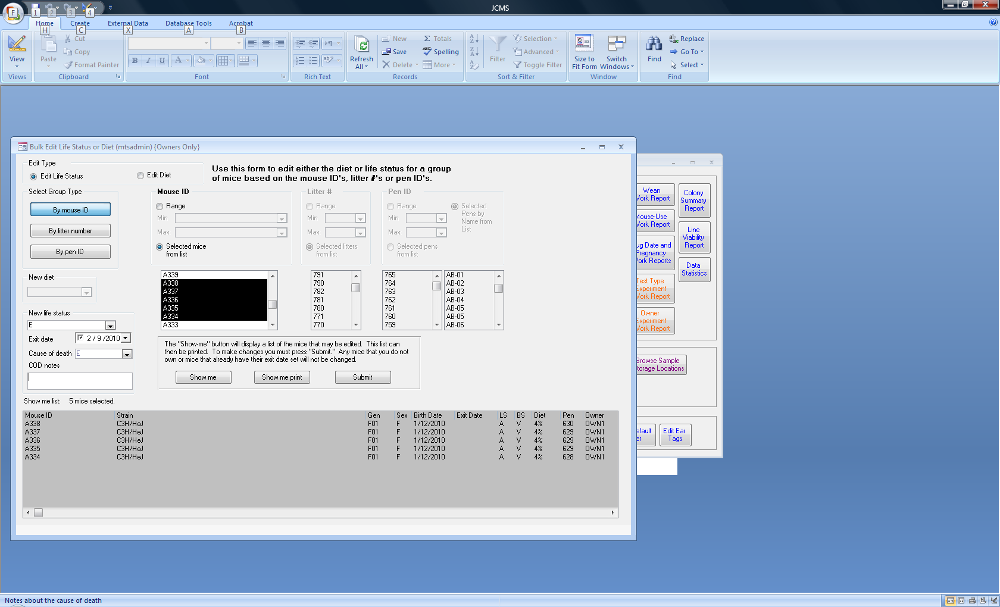 JCMS
F
1
2
3
4
Home
Create
External Data
Database Tools
Acrobat
H
C
X
A
B
View
Views
Paste
Cut
Copy
Format Painter
Clipboard
B I U A
Font
Rich Text
Refresh
All
New
Save
Delete
Totals
Spelling
More
Records
Filter
Selection
Advanced
Toggle Filter
Sort & Filter
Size to
Fit Form
Switch
Windows
Window
Find
Replace
Go To
Select
Find
Bulk Edit Life Status or Diet (mtsadmin) {Owners Only}
Edit Type
Edit Life Status
Edit Diet
Use this form to edit either the diet or life status for a group
of mice based on the mouse ID's, litter #'s or pen ID's.
Select Group Type
By mouse ID
By litter number
By pen ID
New diet
New life status
E
Exit date
2 / 9 /2010
Cause of death
E
COD notes
Mouse ID
Range
Min
Max:
Selected mice
from list
Litter #
Range
Min
Max:
Selected litters
from list
Pen ID
Range
Min
Max:
Selected pens
from list
Selected
Pens by
Name from
List
A339
A338
A337
A336
A335
A334
A333
791
790
782
781
780
771
770
765
764
763
762
761
760
759
AB-01
AB-02
AB-03
AB-04
AB-05
AB-05
AB-06
The "Show-me" button will display a list of the mice that may be edited. This list can
then be printed. To make changes you must press "Submit." Any mice that you do not
own or mice that already have their exit date set will not be changed.
Show me
Show me print
Submit
Show me list: 5 mice selected.
Mouse ID Strain Gen Sex Birth Date Exit Date LS BS Diet Pen Owner
A338 C3H/HeJ F01 F 1/12/2010 A V 4% 630 OWN1
A337 C3H/HeJ F01 F 1/12/2010 A V 4% 629 OWN1
A336 C3H/HeJ F01 F 1/12/2010 A V 4% 629 OWN1
A335 C3H/HeJ F01 F 1/12/2010 A V 4% 629 OWN1
A334 C3H/HeJ F01 F 1/12/2010 A V 4% 628 OWN1
Wean
Work Report
Mouse-Use
Work Report
ug Date and
Pregnancy
Work Reports
Test Type
Experiment
Work Report
Owner
Experiment
Work Report
Colony
Summary
Report
Line
Viability
Report
Data
Statistics
Browse Sample
torage Locations
efault
er
Edit Ear
Tags
Notes about the cause of death